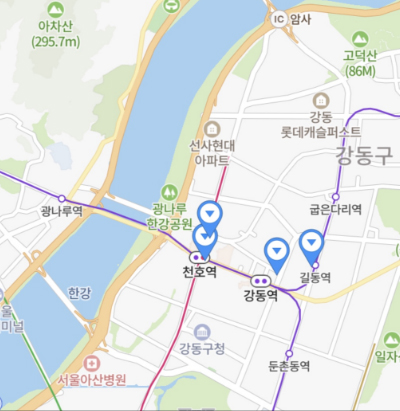 아차산
(295.7m)
IC 암사
고덕산
(86M)
강동
롯데캐슬퍼스트
선사현대
아파트
강동구
광나루역
광나루
한강공원
굽은다리역
천호역
길동역
한강
강동역
미널
강동구청
서울아산병원
둔촌동역
일자